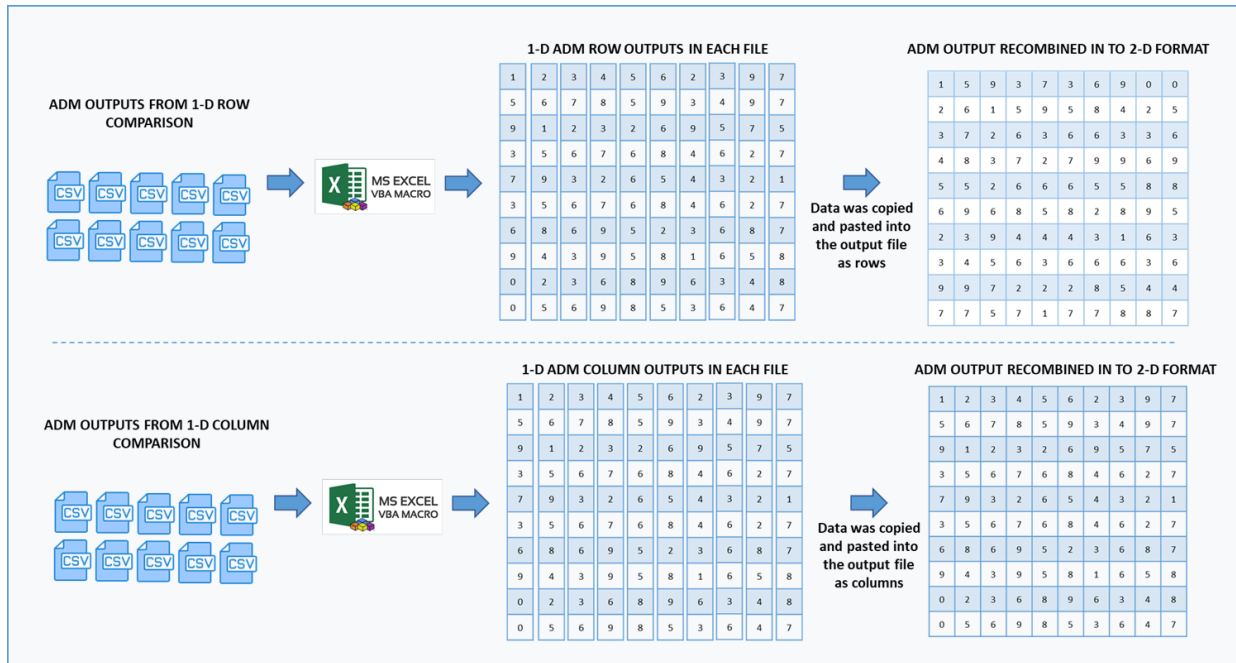 1-D ADM ROW OUTPUTS IN EACH FILE
ADM OUTPUT RECOMBINED IN TO 2-D FORMAT
ADM OUTPUTS FROM 1-D ROW
COMPARISON
CSV CSV CSV CSV CSV
CSV CSV CSV CSV CSV
X MS EXCEL
VBA MACRO
1 2 3 4 5 6 2 3 9 7
5 6 7 8 5 9 3 4 9 7
9 1 2 3 2 6 9 5 7 5
3 5 6 7 6 8 4 6 2 7
7 9 3 2 6 5 4 3 2 1
3 5 6 7 6 8 4 6 2 7
6 8 6 9 5 2 3 6 8 7
9 4 3 9 5 8 1 6 5 8
0 2 3 6 8 9 6 3 4 8
0 5 6 9 8 5 3 6 4 7
Data was copied
and pasted into
the output file
as rows
1 5 9 3 7 3 6 9 0 0
2 6 1 5 9 5 8 4 2 5
3 7 2 6 3 6 6 3 3 6
4 8 3 7 2 7 9 9 6 9
5 5 2 6 6 6 5 5 8 8
6 9 6 8 5 8 2 8 9 5
2 3 9 4 4 4 3 1 6 3
3 4 5 6 3 6 6 6 3 6
9 9 7 2 2 2 8 5 4 4
7 7 5 7 1 7 7 8 8 7
1-D ADM COLUMN OUTPUTS IN EACH FILE
ADM OUTPUT RECOMBINED IN TO 2-D FORMAT
ADM OUTPUTS FROM 1-D COLUMN
COMPARISON
CSV CSV CSV CSV CSV
CSV CSV CSV CSV CSV
X MS EXCEL
VBA MACRO
1 2 3 4 5 6 2 3 9 7
5 6 7 8 5 9 3 4 9 7
9 1 2 3 2 6 9 5 7 5
3 5 6 7 6 8 4 6 2 7
7 9 3 2 6 5 4 3 2 1
3 5 6 7 6 8 4 6 2 7
6 8 6 9 5 2 3 6 8 7
9 4 3 9 5 8 1 6 5 8
0 2 3 6 8 9 6 3 4 8
0 5 6 9 8 5 3 6 4 7
Data was copied
and pasted into
the output file
as columns
1 2 3 4 5 6 2 3 9 7
5 6 7 8 5 9 3 4 9 7
9 1 2 3 2 6 9 5 7 5
3 5 6 7 6 8 4 6 2 7
7 9 3 2 6 5 4 3 2 1
3 5 6 7 6 8 4 6 2 7
6 8 6 9 5 2 3 6 8 7
9 4 3 9 5 8 1 6 5 8
0 2 3 6 8 9 6 3 4 8
0 5 6 9 8 5 3 6 4 7